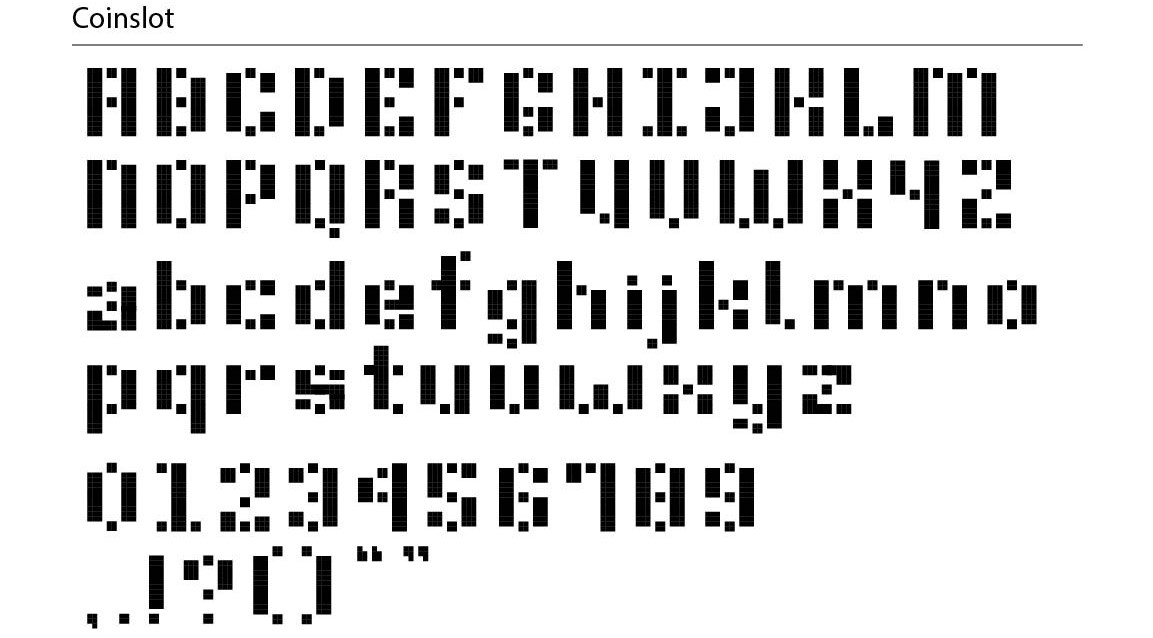 Coinslot
ABCDEFGHIJKLM
NOPQRSTUVWXYZ
abcdefghijklmno
pqrstuvwxyz
0123456789
,.!?()“”